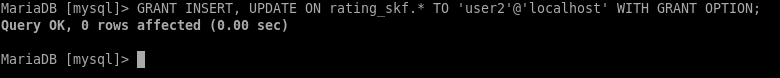 MariaDB [mysql]> GRANT INSERT, UPDATE ON rating_skf.* TO 'user2'@'localhost' WITH GRANT OPTION;
Query OK, 0 rows affected (0.00 sec)
MariaDB [mysql]>